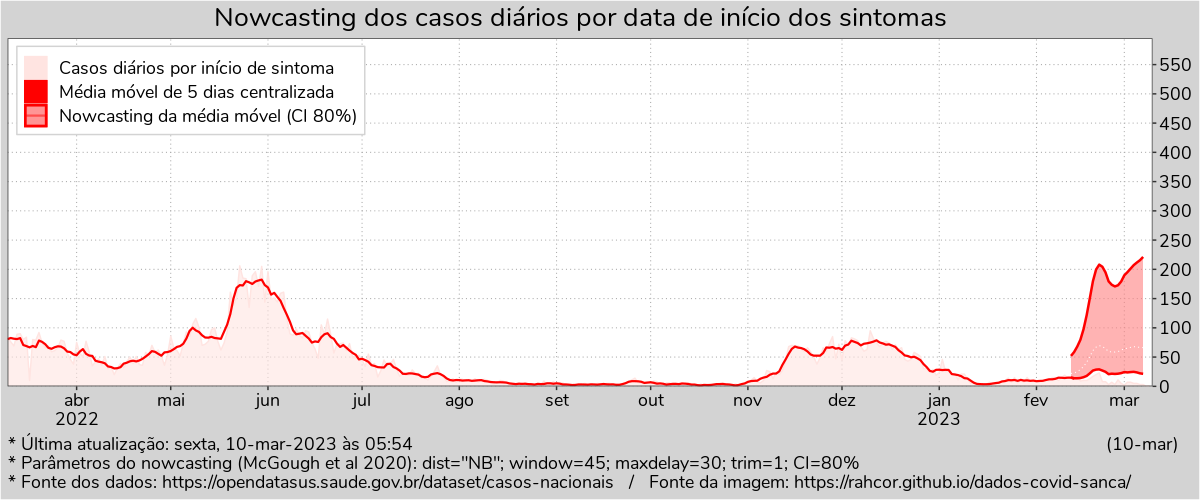 Nowcasting dos casos diários por data de início dos sintomas
Casos diários por início de sintoma
Média móvel de 5 dias centralizada
Nowcasting da média móvel (CI 80%)
550
500
450
400
350
300
250
200
150
100
50
0
abr mai jun jul ago set out nov dez jan fev mar
2022 2023
* Última atualização: sexta, 10-mar-2023 às 05:54 (10-mar)
* Parâmetros do nowcasting (McGough et al 2020): dist="NB"; window=45; maxdelay=30; trim=1; CI=80%
* Fonte dos dados: https://opendatasus.saude.gov.br/dataset/casos-nacionais / Fonte da imagem: https://rahcor.github.io/dados-covid-sanca/